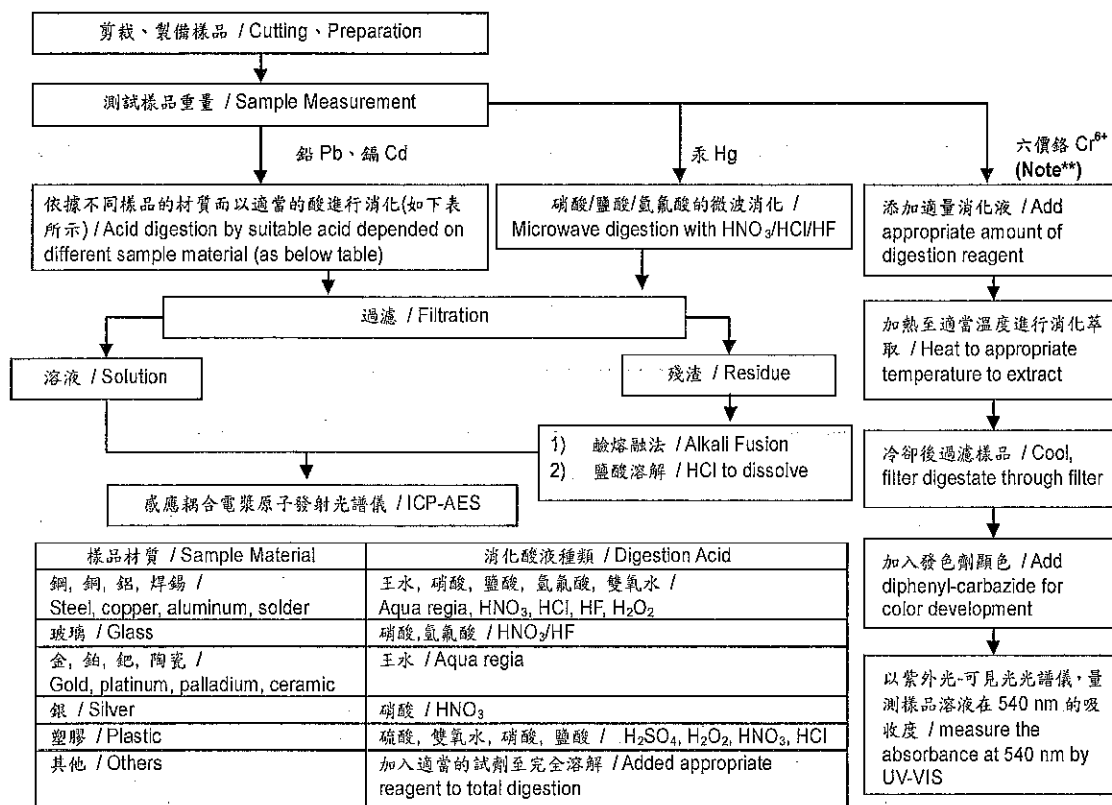 剪裁、製備樣品 / Cutting、Preparation
測試樣品重量 / Sample Measurement
鉛 Pb、鎘 Cd
汞 Hg
六價鉻 Cr6+
(Note**)
依據不同樣品的材質而以適當的酸進行消化(如下表
所示) / Acid digestion by suitable acid depended on
different sample material (as below table)
硝酸/鹽酸/氫氟酸的微波消化 /
Microwave digestion with HNO3/HCl/HF
添加適量消化液 / Add
appropriate amount of
digestion reagent
過濾 / Filtration
加熱至適當溫度進行消化萃
取 / Heat to appropriate
temperature to extract
溶液 / Solution
殘渣 / Residue
1) 鹼熔融法 / Alkali Fusion
2) 鹽酸溶解 / HCl to dissolve
冷卻後過濾樣品 / Cool,
filter digestate through filter
感應耦合電漿原子發射光譜儀 / ICP-AES
加入發色劑顯色 / Add
diphenyl-carbazide for
color development
以紫外光-可見光光譜儀，量
測樣品溶液在 540 nm 的吸
收度 / measure the
absorbance at 540 nm by
UV-VIS
樣品材質 / Sample Material
消化酸液種類 / Digestion Acid
鋼, 銅, 鋁, 焊錫 /
Steel, copper, aluminum, solder
王水, 硝酸, 鹽酸, 氫氟酸, 雙氧水 /
Aqua regia, HNO3, HCl, HF, H2O2
玻璃 / Glass
硝酸,氫氟酸 / HNO3/HF
金, 鉑, 鈀, 陶瓷 /
Gold, platinum, palladium, ceramic
王水 / Aqua regia
銀 / Silver
硝酸 / HNO3
塑膠 / Plastic
硫酸, 雙氧水, 硝酸, 鹽酸 / H2SO4, H2O2, HNO3, HCl
其他 / Others
加入適當的試劑至完全溶解 / Added appropriate
reagent to total digestion